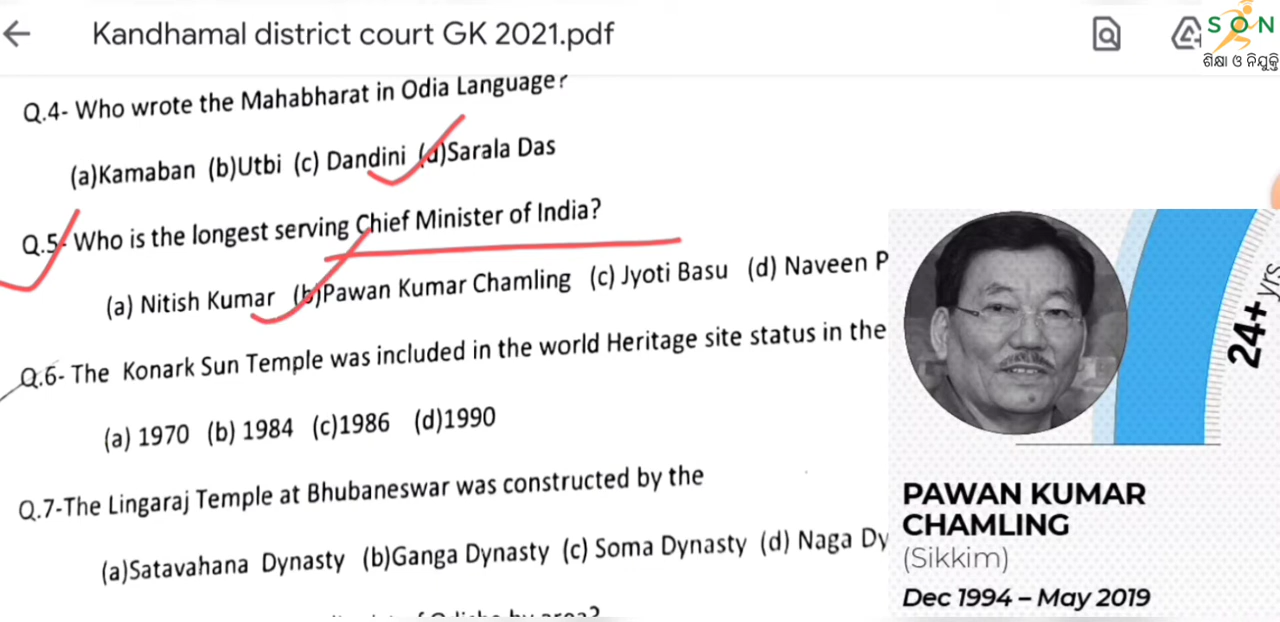 Kandhamal district court GK 2021.pdf
SON
ଶିକ୍ଷା ଓ ନିଯୁକ୍ତି
Q.4- Who wrote the Mahabharat in Odia Language?
(a)Kamaban (b)Utbi (c) Dandini (d)Sarala Das
Q.5- Who is the longest serving Chief Minister of India?
(a) Nitish Kumar (b)Pawan Kumar Chamling (c) Jyoti Basu (d) Naveen P
Q.6- The Konark Sun Temple was included in the world Heritage site status in the
(a) 1970 (b) 1984 (c)1986 (d)1990
Q.7-The Lingaraj Temple at Bhubaneswar was constructed by the
(a)Satavahana Dynasty (b)Ganga Dynasty (c) Soma Dynasty (d) Naga Dy
24+ yrs
PAWAN KUMAR
CHAMLING
(Sikkim)
Dec 1994 – May 2019